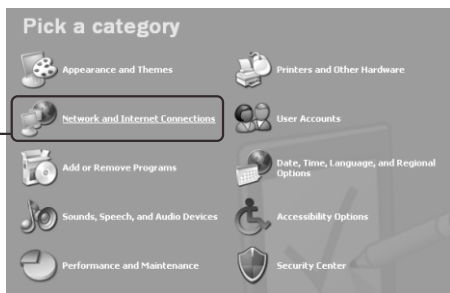 Pick a category
Appearance and Themes
Printers and Other Hardware
Network and Internet Connections
User Accounts
Add or Remove Programs
Date, Time, Language, and Regional
Options
Sounds, Speech, and Audio Devices
Accessibility Options
Performance and Maintenance
Security Center